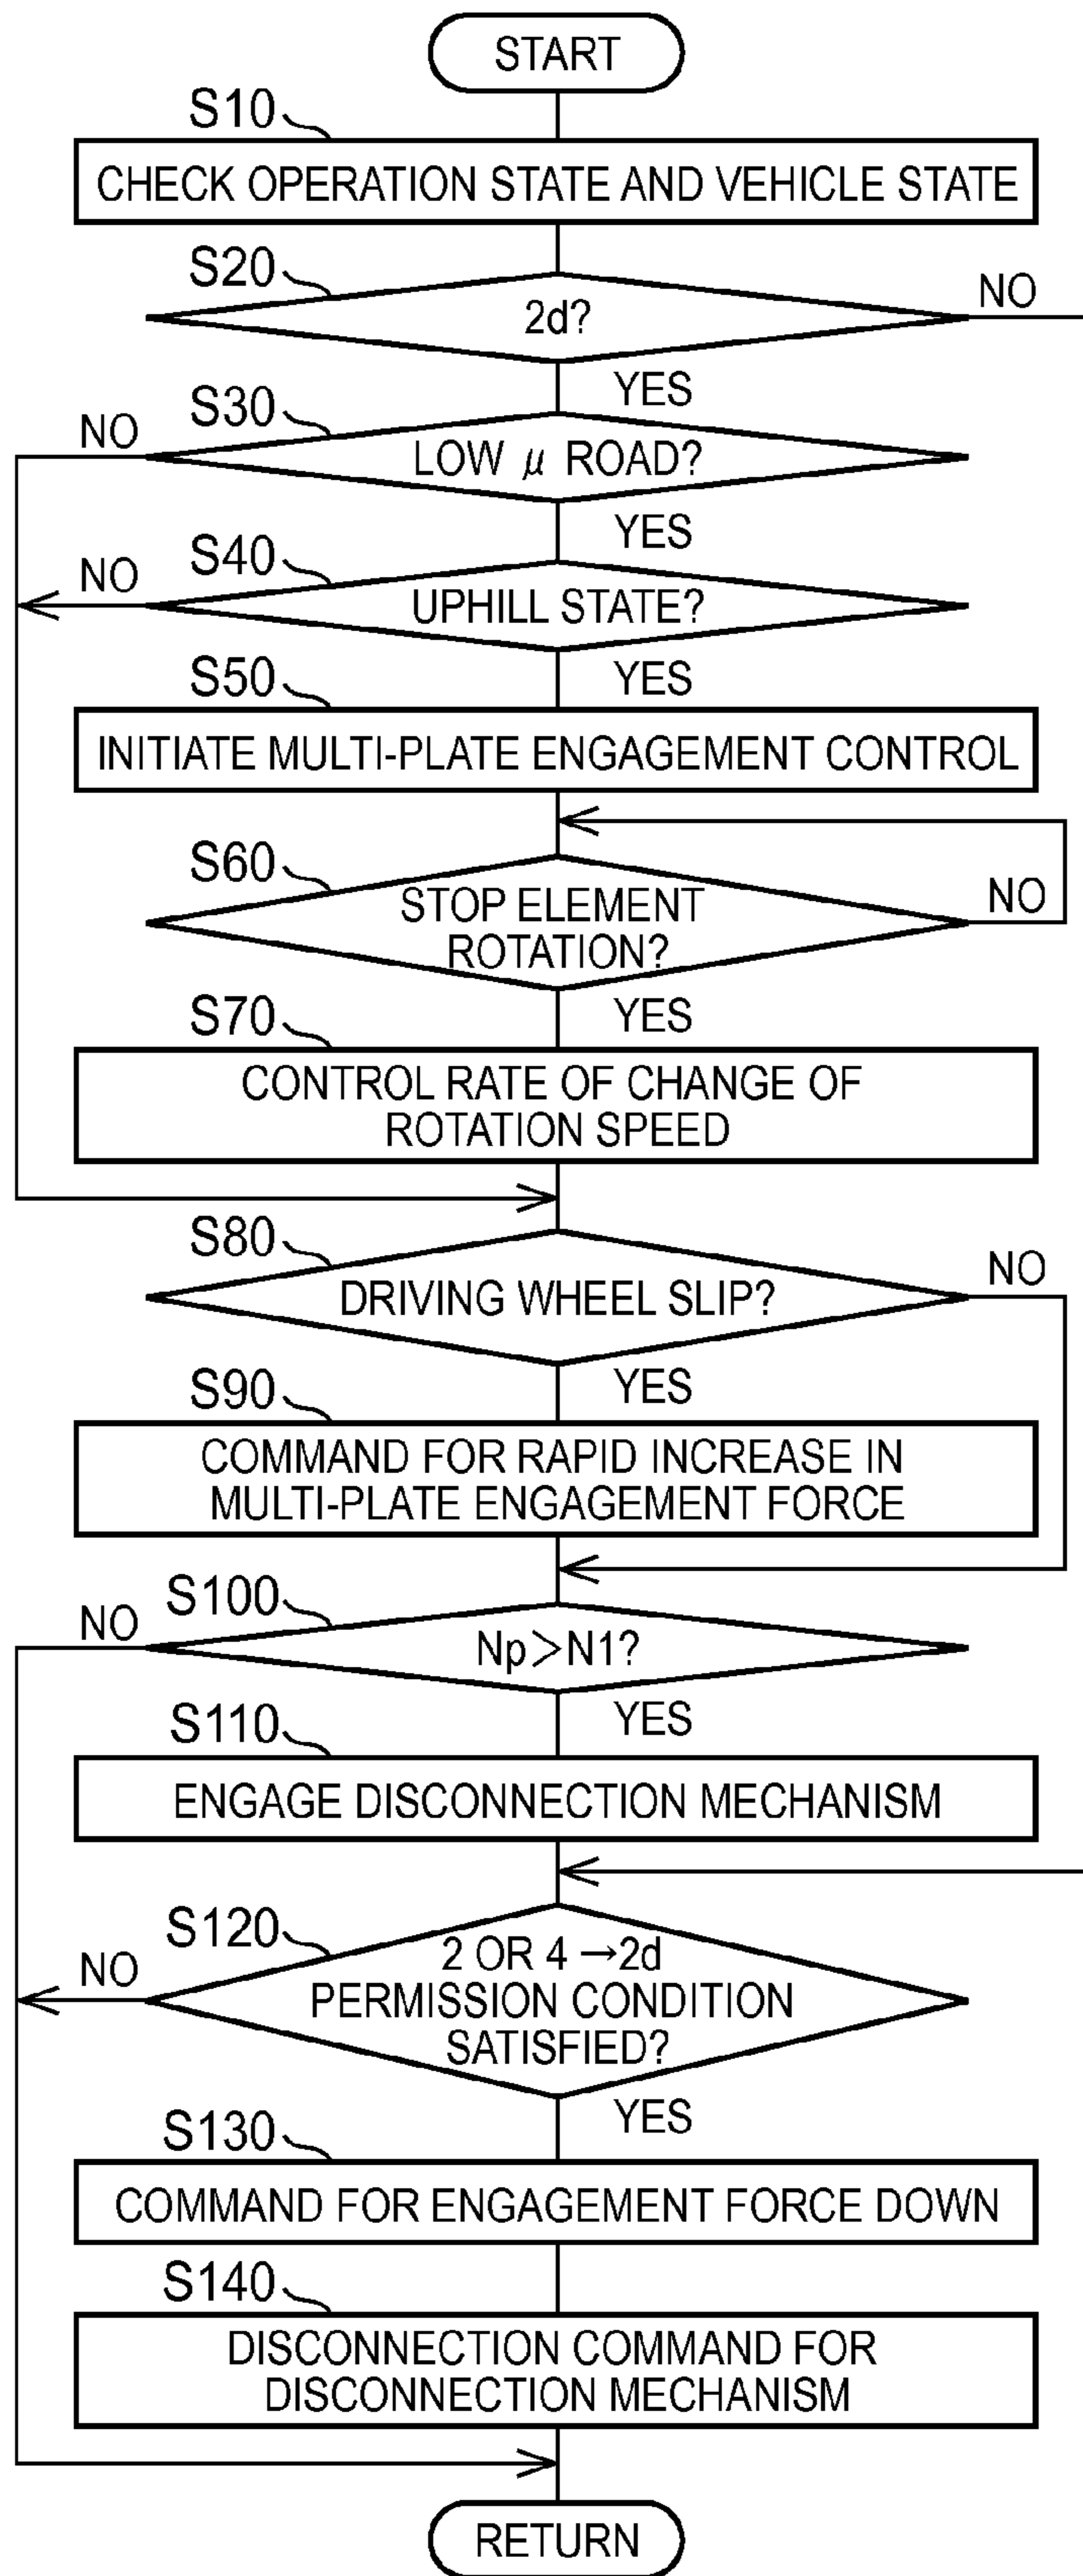 START
S10
CHECK OPERATION STATE AND VEHICLE STATE
S20
2d?
NO
YES
S30
NO
LOW μ ROAD?
YES
S40
NO
UPHILL STATE?
YES
S50
INITIATE MULTI-PLATE ENGAGEMENT CONTROL
S60
STOP ELEMENT
ROTATION?
NO
YES
S70
CONTROL RATE OF CHANGE OF
ROTATION SPEED
S80
DRIVING WHEEL SLIP?
NO
YES
S90
COMMAND FOR RAPID INCREASE IN
MULTI-PLATE ENGAGEMENT FORCE
S100
NO
Np>N1?
YES
S110
ENGAGE DISCONNECTION MECHANISM
S120
NO
2 OR 4 →2d
PERMISSION CONDITION
SATISFIED?
YES
S130
COMMAND FOR ENGAGEMENT FORCE DOWN
S140
DISCONNECTION COMMAND FOR
DISCONNECTION MECHANISM
RETURN